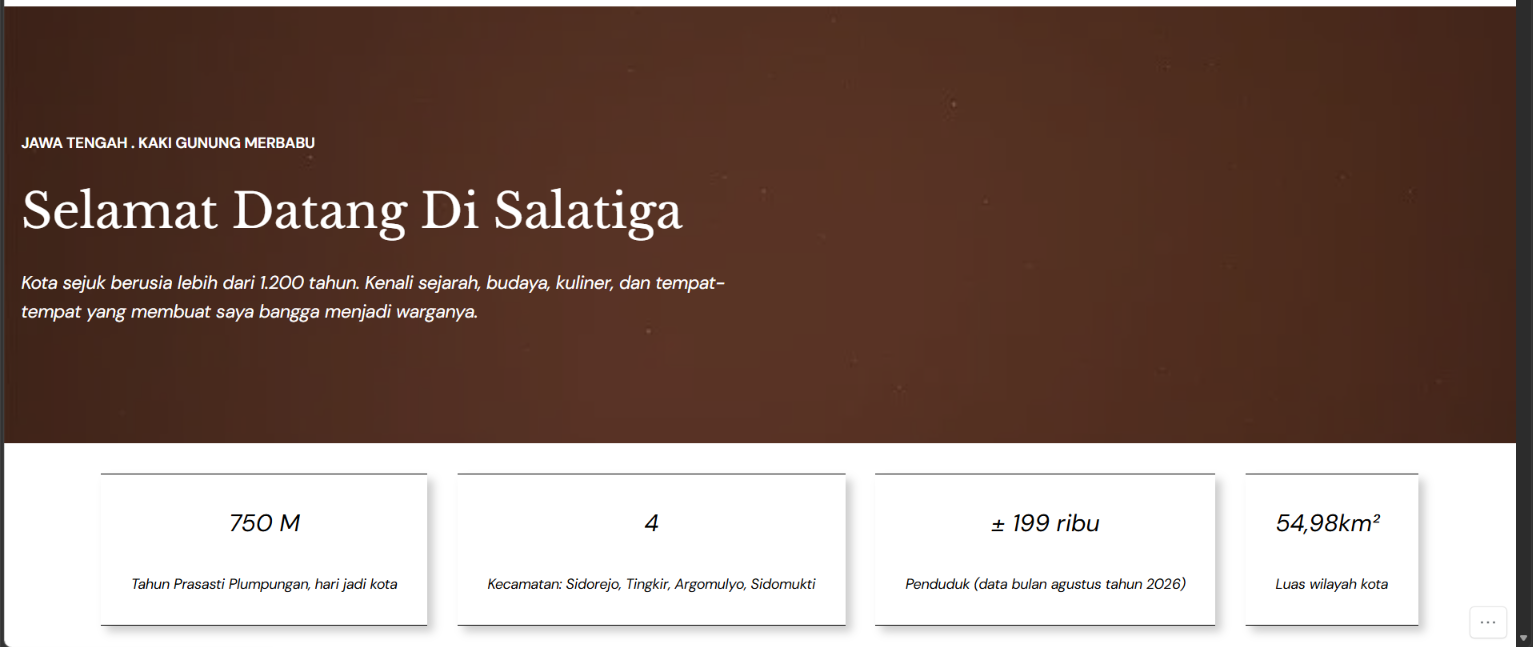 JAWA TENGAH . KAKI GUNUNG MERBABU
Selamat Datang Di Salatiga
Kota sejuk berusia lebih dari 1.200 tahun. Kenali sejarah, budaya, kuliner, dan tempat-
tempat yang membuat saya bangga menjadi warganya.
750 M
Tahun Prasasti Plumpungan, hari jadi kota
4
Kecamatan: Sidorejo, Tingkir, Argomulyo, Sidomukti
± 199 ribu
Penduduk (data bulan agustus tahun 2026)
54,98km²
Luas wilayah kota